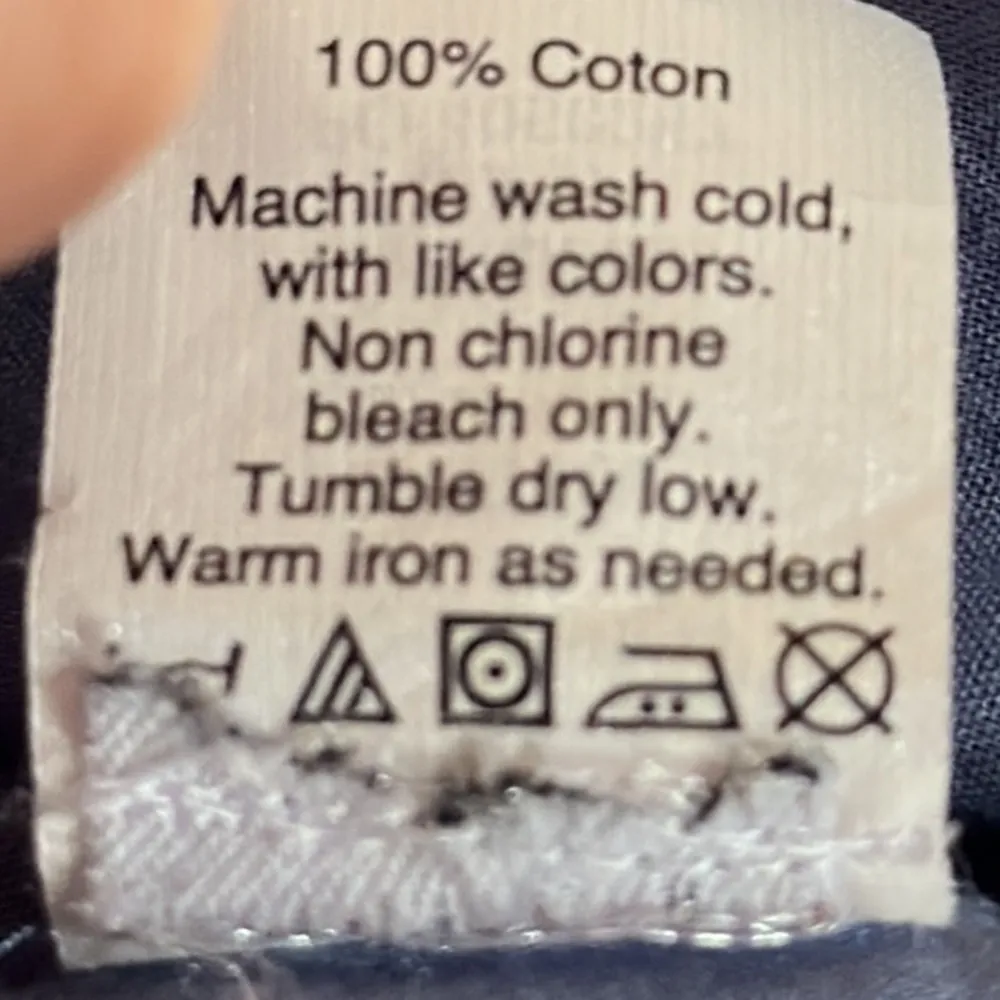 100% Coton
Machine wash cold,
with like colors.
Non chlorine
bleach only.
Tumble dry low.
Warm iron as needed.